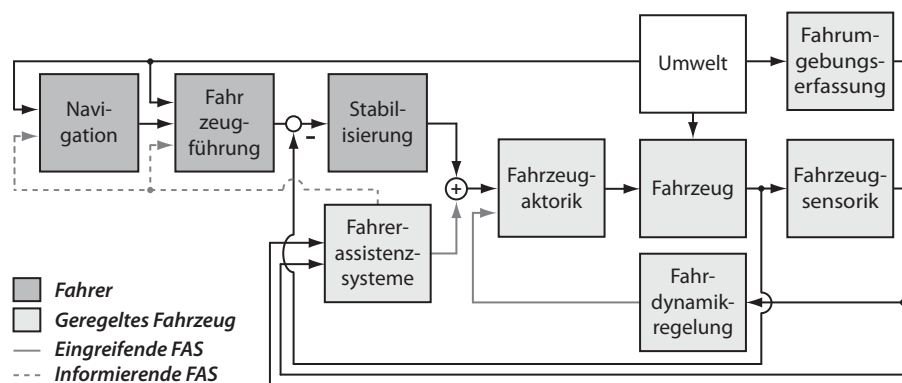 Umwelt
Fahrum-
gebungs-
erfassung
Navi-
gation
Fahr
zeug-
führung
-
Stabil-
isierung
+
Fahrzeug-
aktorik
Fahrzeug
Fahrzeug-
sensorik
Fahrer-
assistenz-
systeme
Fahr-
dynamik-
regelung
Fahrer
Geregeltes Fahrzeug
Eingreifende FAS
Informierende FAS